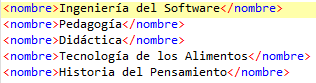 <nombre>Ingeniería del Software</nombre>
<nombre>Pedagogía</nombre>
<nombre>Didáctica</nombre>
<nombre>Tecnología de los Alimentos</nombre>
<nombre>Historia del Pensamiento</nombre>